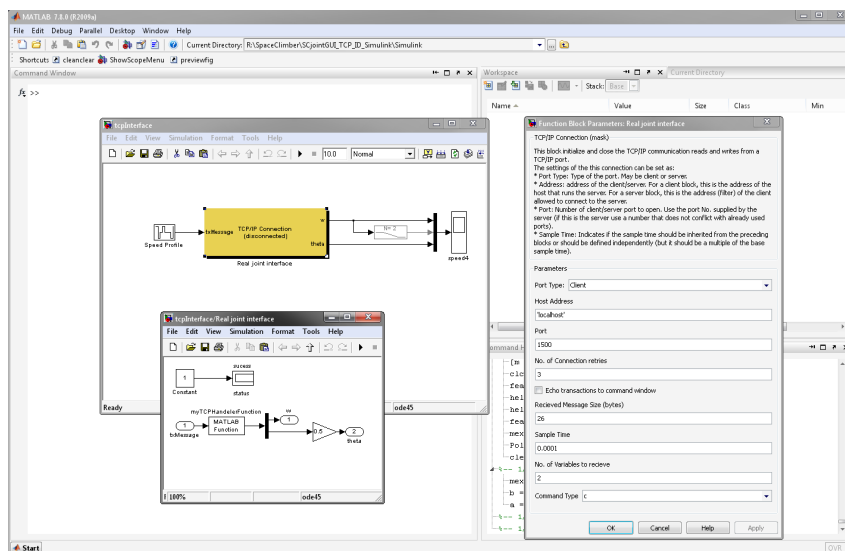 MATLAB 7.8.0 (R2009a)
File Edit Debug Parallel Desktop Window Help
Current Directory: R:\SpaceClimber\SCjointGUI_TCP_ID_Simulink\Simulink
Shortcuts cleanclear ShowScopeMenu previewfig
Command Window
fx >>
Workspace
Current Directory
Stack: Base
Name Value Size Class Min
tcpInterface
File Edit View Simulation Format Tools Help
10.0 Normal
Speed Profile
txMessage
TCP/IP Connection
(disconnected)
w
theta
Real joint interface
N= 2
speed4
Ready
ode45
tcpInterface/Real joint interface
File Edit View Simulation Format Tools Help
1
Constant
sucess
status
myTCPHandelerFunction
1
txMessage
MATLAB
Function
w
1
0.5
2
theta
100%
ode45
Function Block Parameters: Real joint interface
TCP/IP Connection (mask)
This block initialize and close the TCP/IP communication reads and writes from a
TCP/IP port.
The settings of the this connection can be set as:
* Port Type: Type of the port. May be client or server.
* Address: address of the client/server. For a client block, this is the address of the
host that runs the server. For a server block, this is the address (filter) of the client
allowed to connect to the server.
* Port: Number of client/server port to open. Use the port No. supplied by the
server (if this is the server use a number that does not conflict with already used
ports).
* Sample Time: Indicates if the sample time should be inherited from the preceding
blocks or should be defined independently (but it should be a multiple of the base
sample time).
Parameters
Port Type: Client
Host Address
'localhost'
Port
1500
No. of Connection retries
3
Echo transactions to command window
Recieved Message Size (bytes)
26
Sample Time
0.0001
No. of Variables to recieve
2
Command Type c
OK Cancel Help Apply
ommand H
[m
clc
fea
hel
hel
fea
mex
Pol
cle
%-- 1
mex
b =
a =
%-- 1
%-- 1
Start
OVR